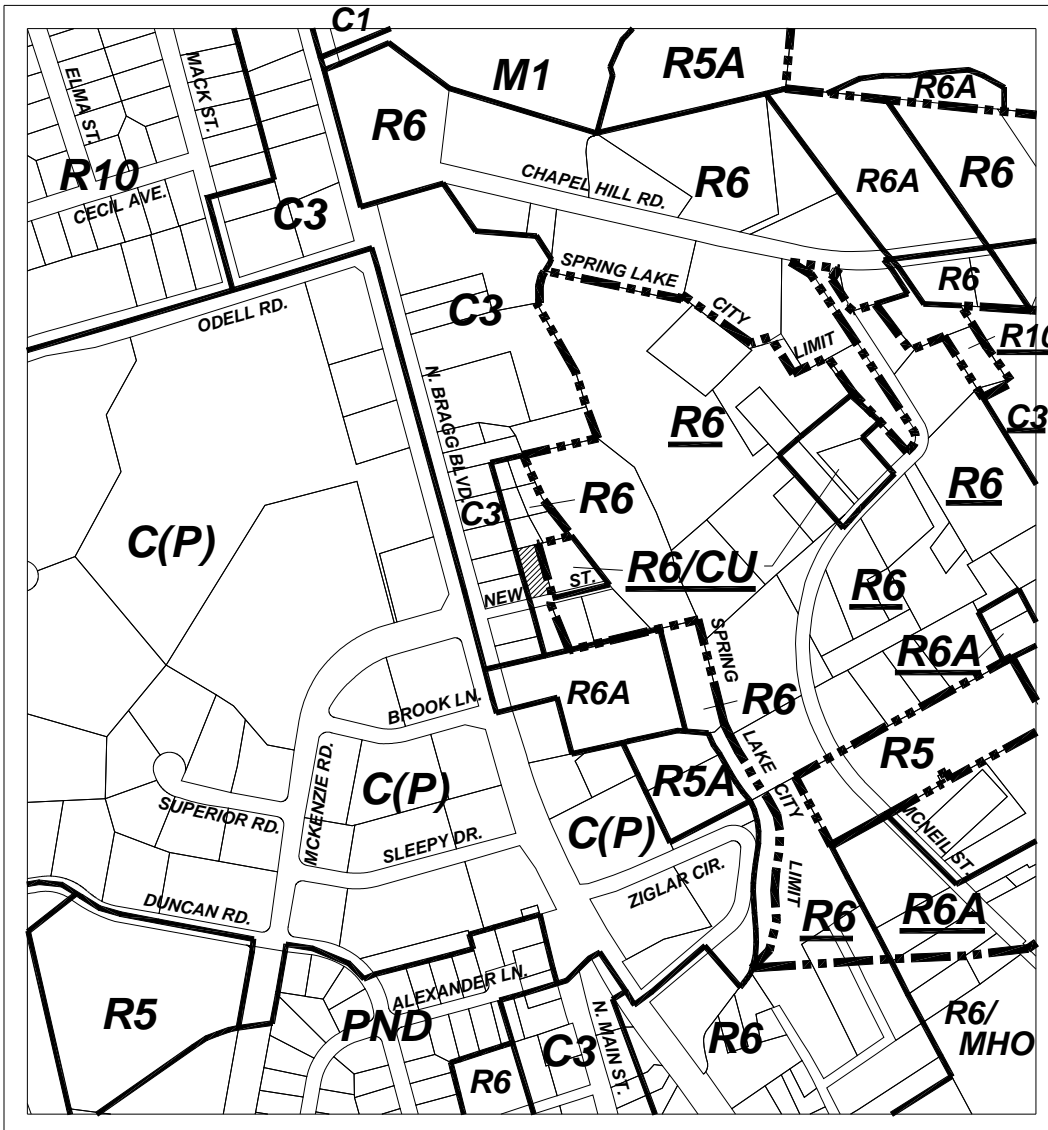 C1
M1
R5A
R6A
ELMA ST.
MACK ST.
R6
R10
CECIL AVE.
CHAPEL HILL RD.
R6
R6A
R6
C3
SPRING LAKE
CITY
LIMIT
R6
ODELL RD.
C3
R10
N. BRAGG BLVD.
R6
C3
R6
C(P)
C3
R6
NEW ST.
R6/CU
R6
SPRING
R6A
R6A
BROOK LN.
R6
LAKE
CITY
R5
MCKENZIE RD.
C(P)
R5A
SUPERIOR RD.
SLEEPY DR.
C(P)
MCNEIL ST.
ZIGLAR CIR.
LIMIT
DUNCAN RD.
R6
R6A
R5
ALEXANDER LN.
PND
N. MAIN ST.
C3
R6
R6
R6/
MHO